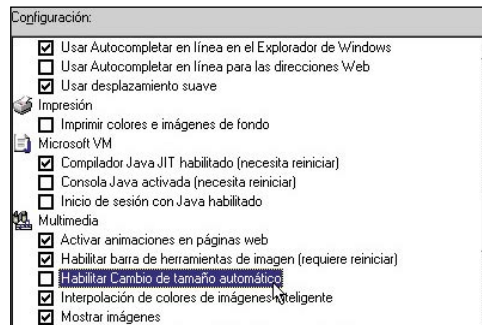 Configuración:
Usar Autocompletar en línea en el Explorador de Windows
Usar Autocompletar en línea para las direcciones Web
Usar desplazamiento suave
Impresión
Imprimir colores e imágenes de fondo
Microsoft VM
Compilador Java JIT habilitado (necesita reiniciar)
Consola Java activada (necesita reiniciar)
Inicio de sesión con Java habilitado
Multimedia
Activar animaciones en páginas web
Habilitar barra de herramientas de imagen (requiere reiniciar)
Habilitar Cambio de tamaño automático
Interpolación de colores de imágenes inteligente
Mostrar imágenes